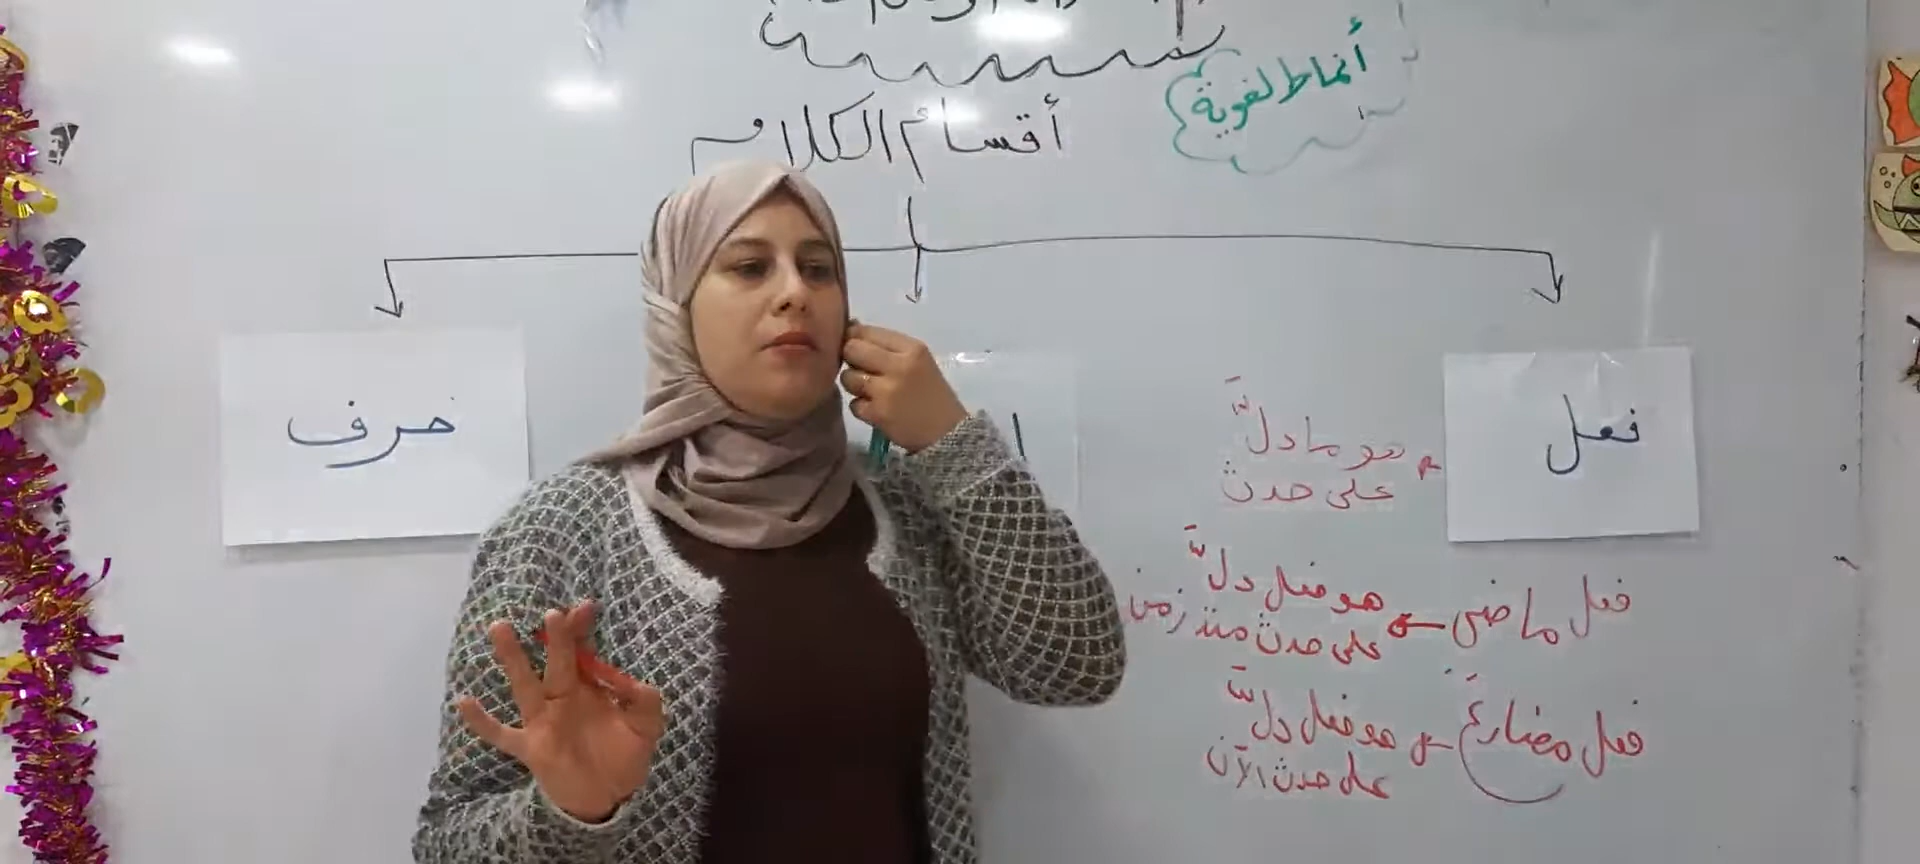 أنماط لغوية
أقسام الكلام
فعل
حرف
هو ما دلَّ
على حدث
فعل ماضي ← هو فعل دلَّ
على حدث منذ زمن
فعل مضارع ← هو فعل دلَّ
على حدث الآن